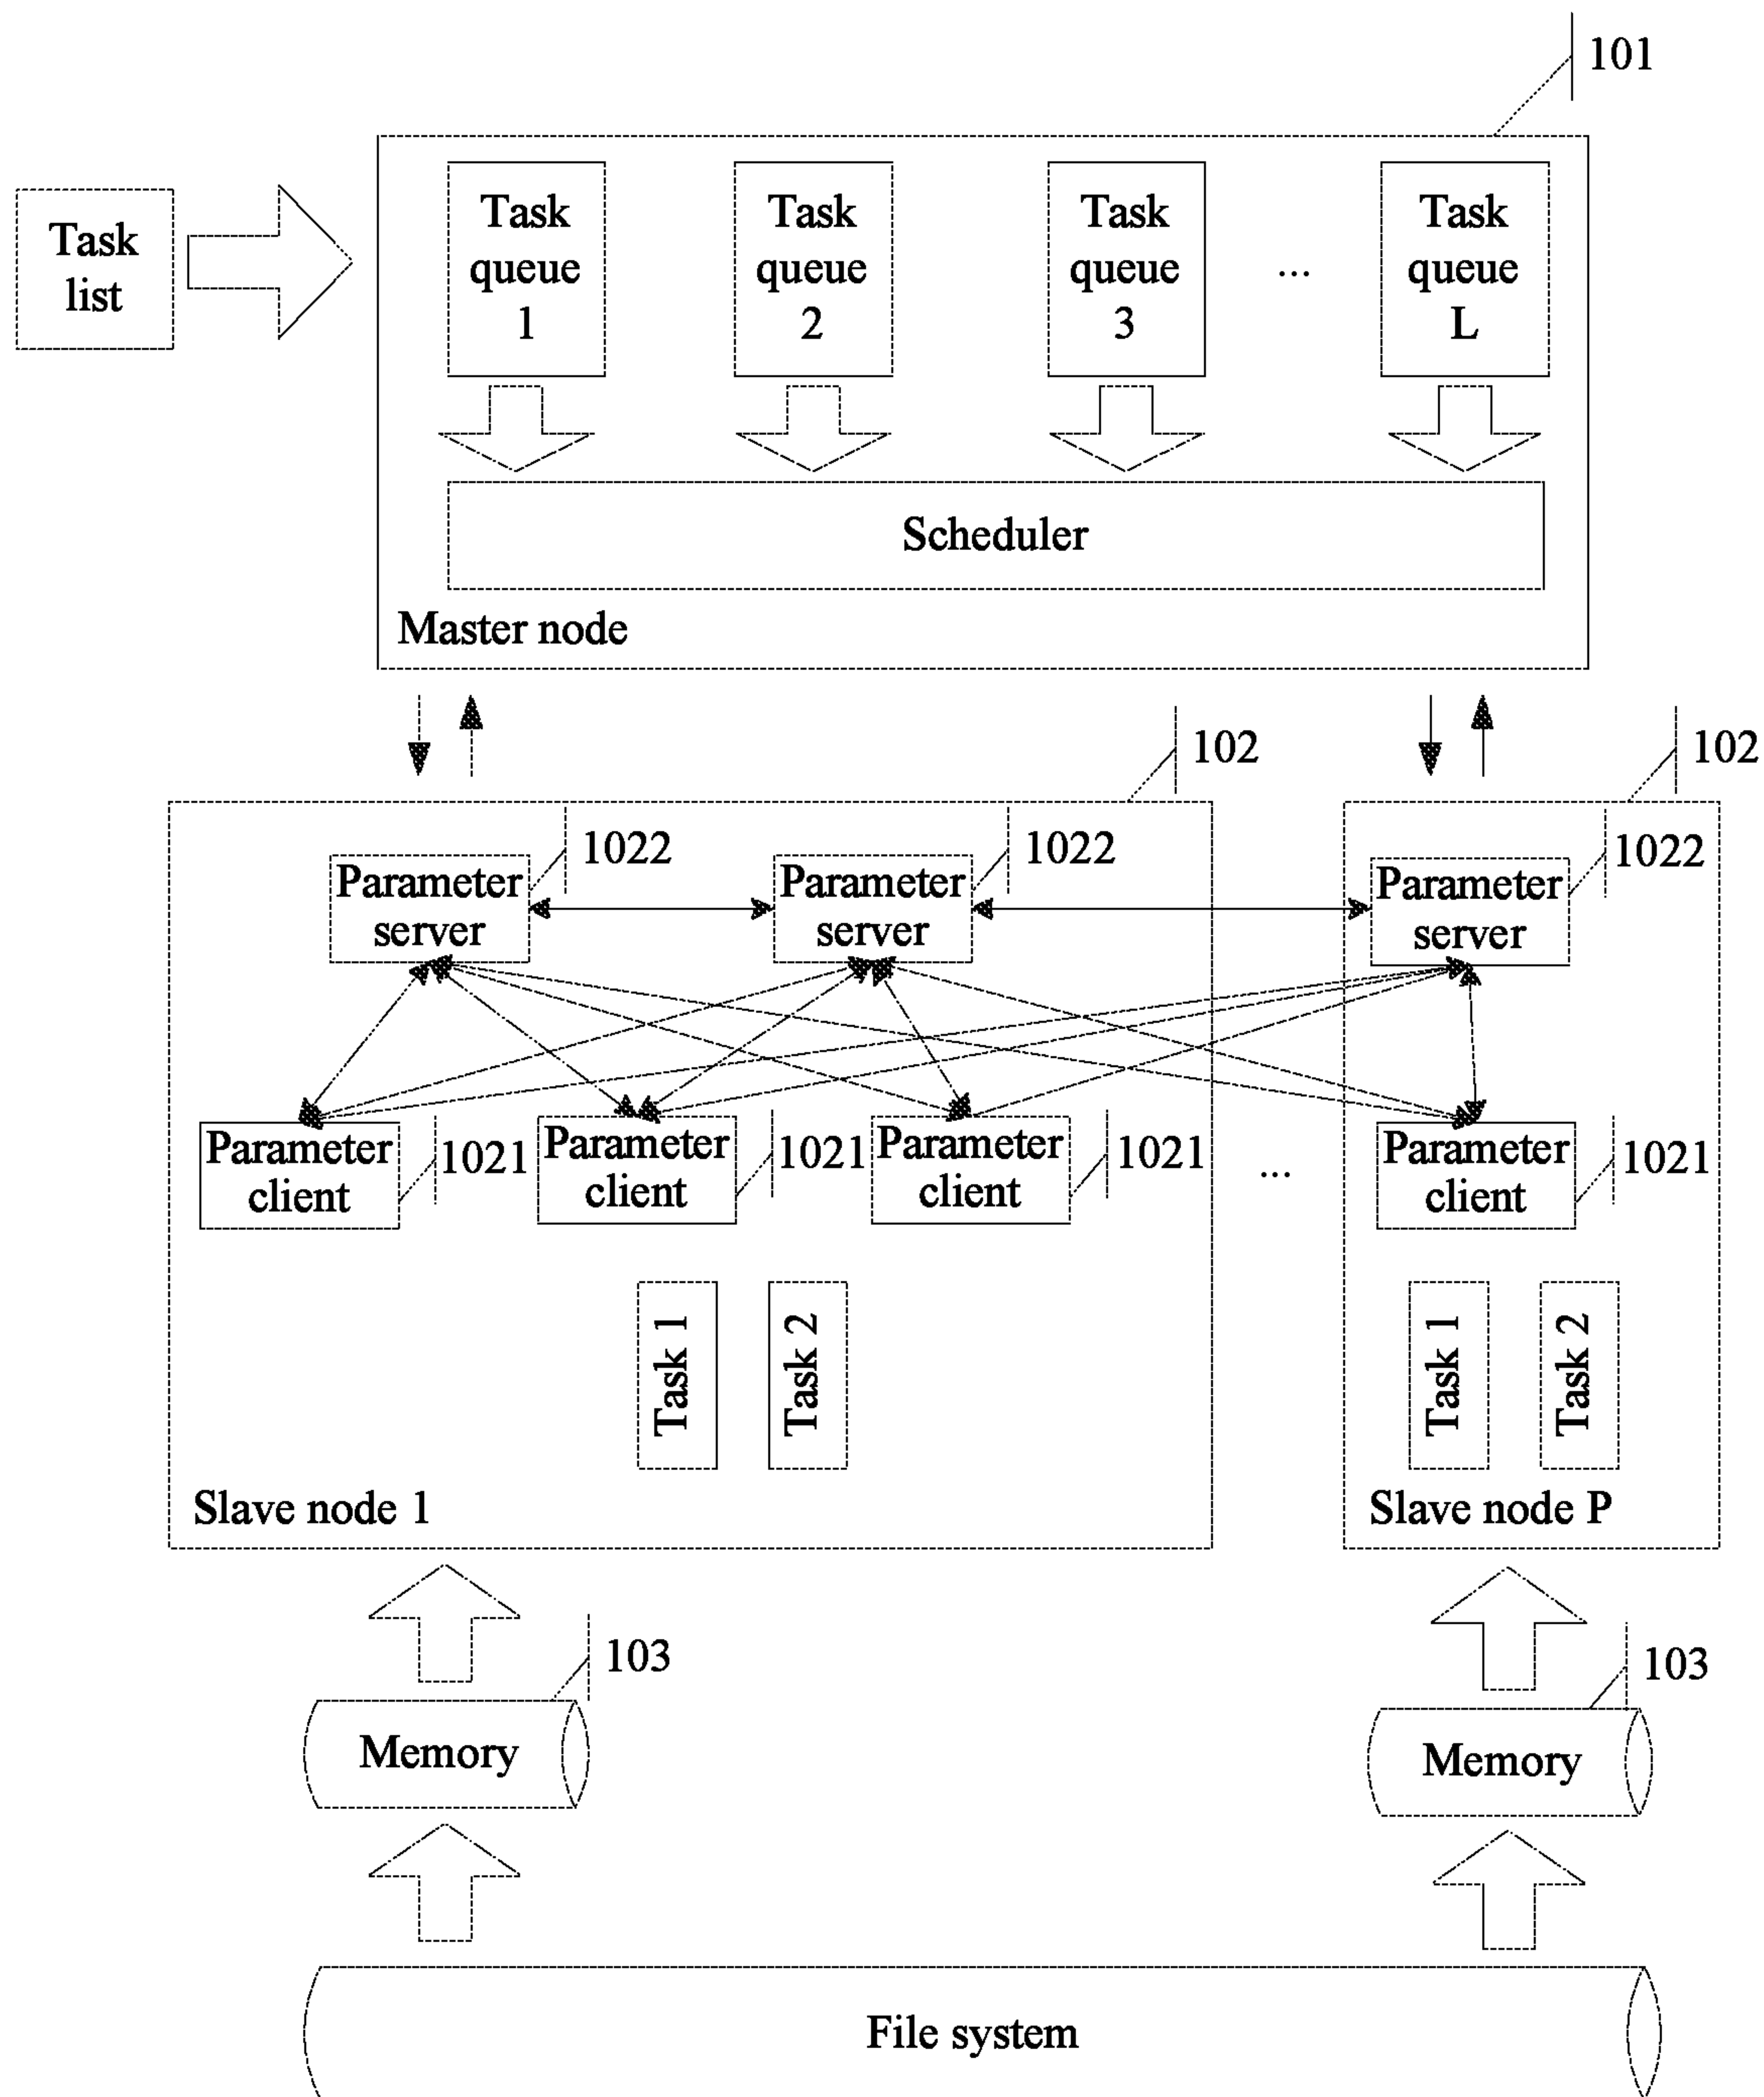 101
Task
list
Task
queue
1
Task
queue
2
Task
queue
3
...
Task
queue
L
Scheduler
Master node
102
102
1022
1022
1022
Parameter
server
Parameter
server
Parameter
server
Parameter
client
1021
Parameter
client
1021
Parameter
client
1021
...
Parameter
client
1021
Task 1
Task 2
Task 1
Task 2
Slave node 1
Slave node P
103
103
Memory
Memory
File system